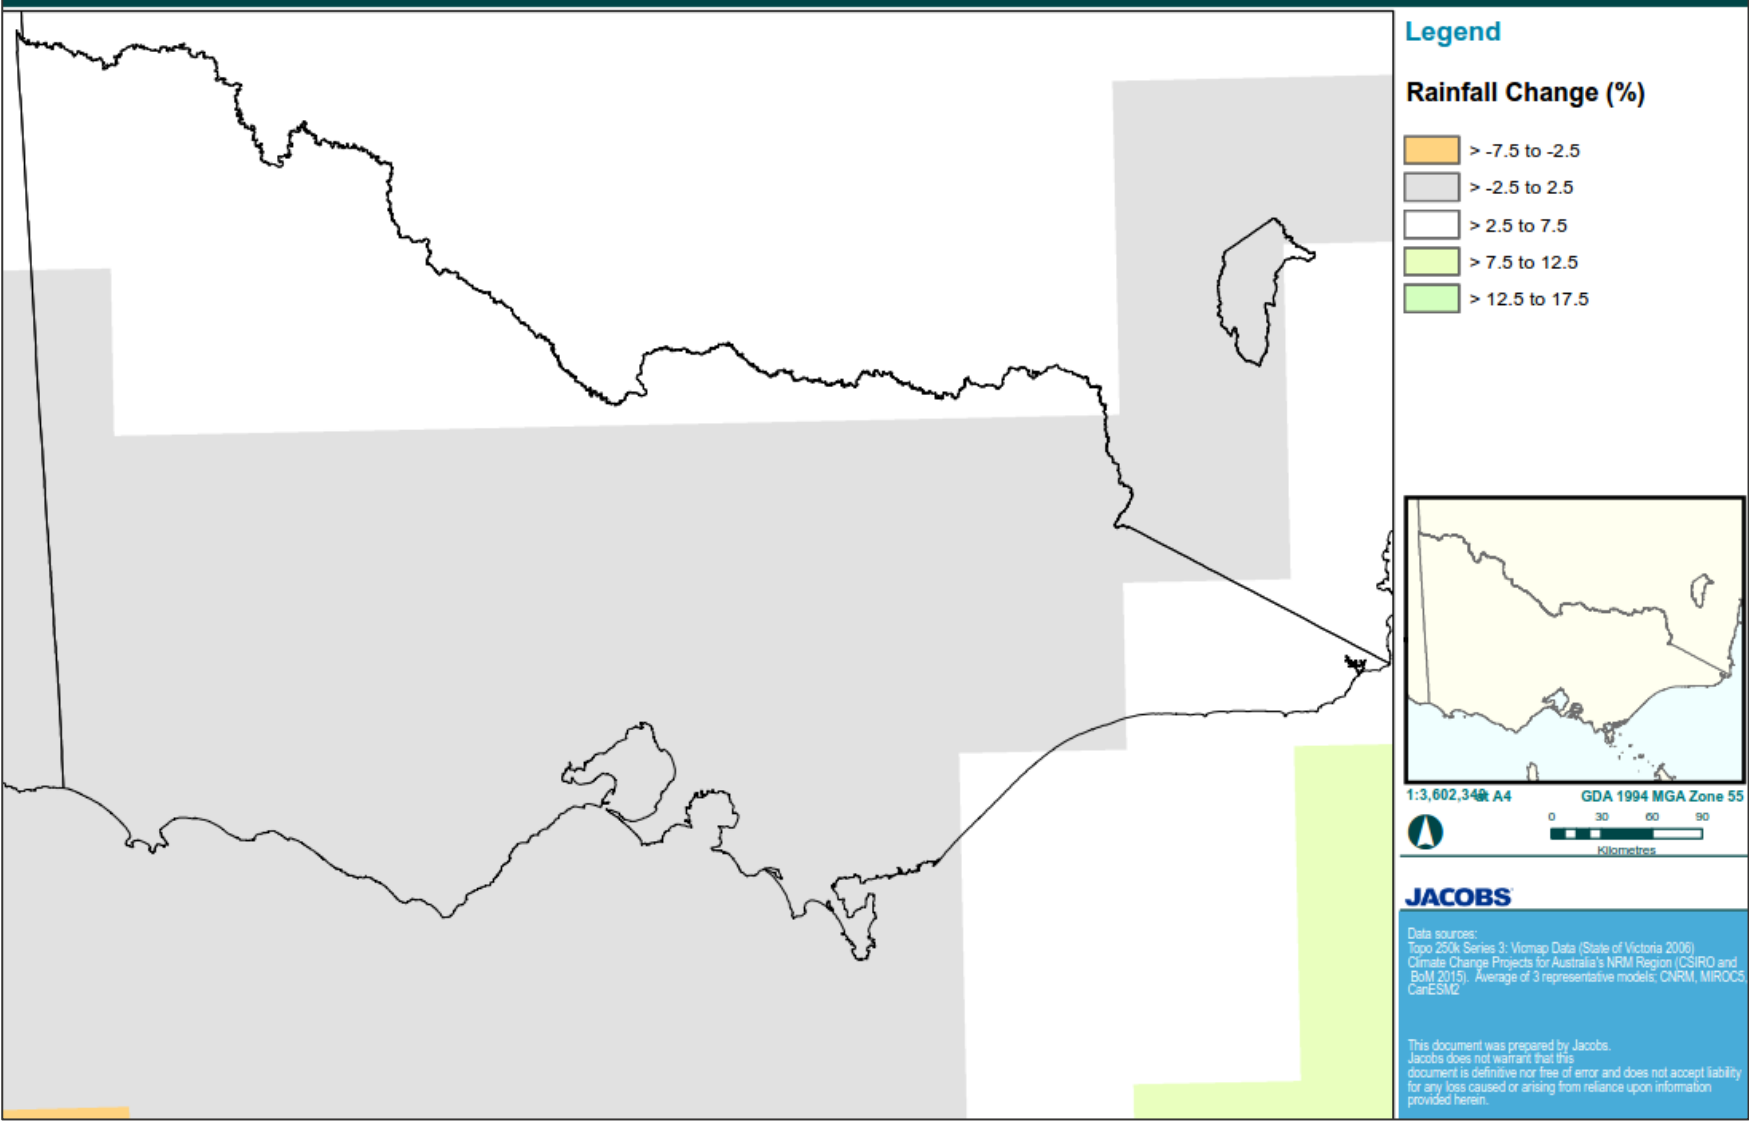 Legend
Rainfall Change (%)
> -7.5 to -2.5
> -2.5 to 2.5
> 2.5 to 7.5
> 7.5 to 12.5
> 12.5 to 17.5
1:3,602,342 at A4
GDA 1994 MGA Zone 55
0 30 60 90
Kilometres
JACOBS
Data sources:
Topo 250k Series 3: Vicmap Data (State of Victoria 2006)
Climate Change Projects for Australia's NRM Region (CSIRO and
BoM 2015). Average of 3 representative models; CNRM, MIROC5,
CanESM2
This document was prepared by Jacobs.
Jacobs does not warrant that this
document is definitive nor free of error and does not accept liability
for any loss caused or arising from reliance upon information
provided herein.